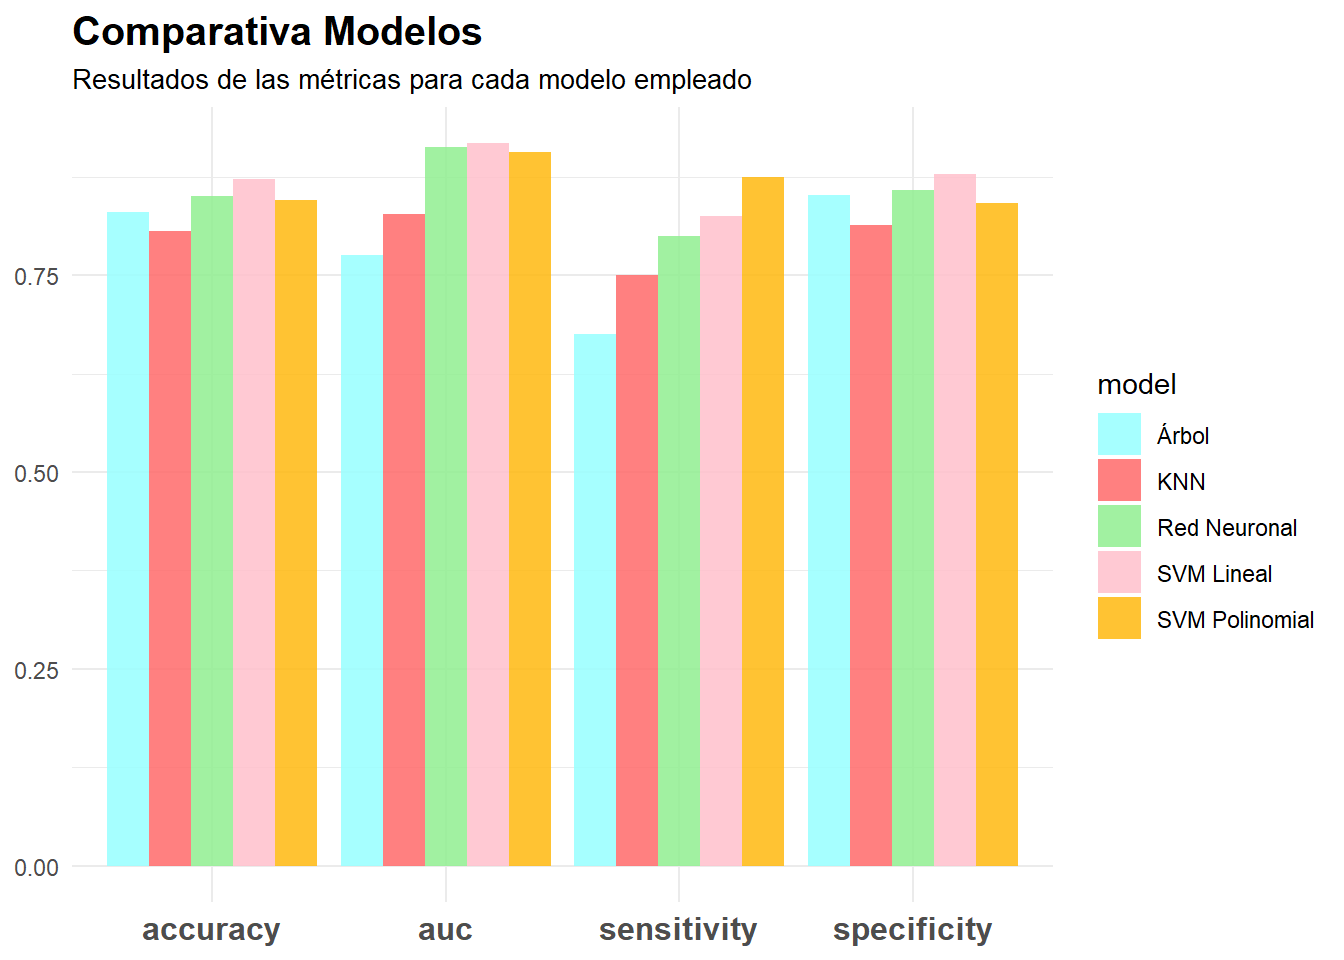 Comparativa Modelos
Resultados de las métricas para cada modelo empleado
0.75
0.50
0.25
0.00
accuracy
auc
sensitivity
specificity
model
Árbol
KNN
Red Neuronal
SVM Lineal
SVM Polinomial